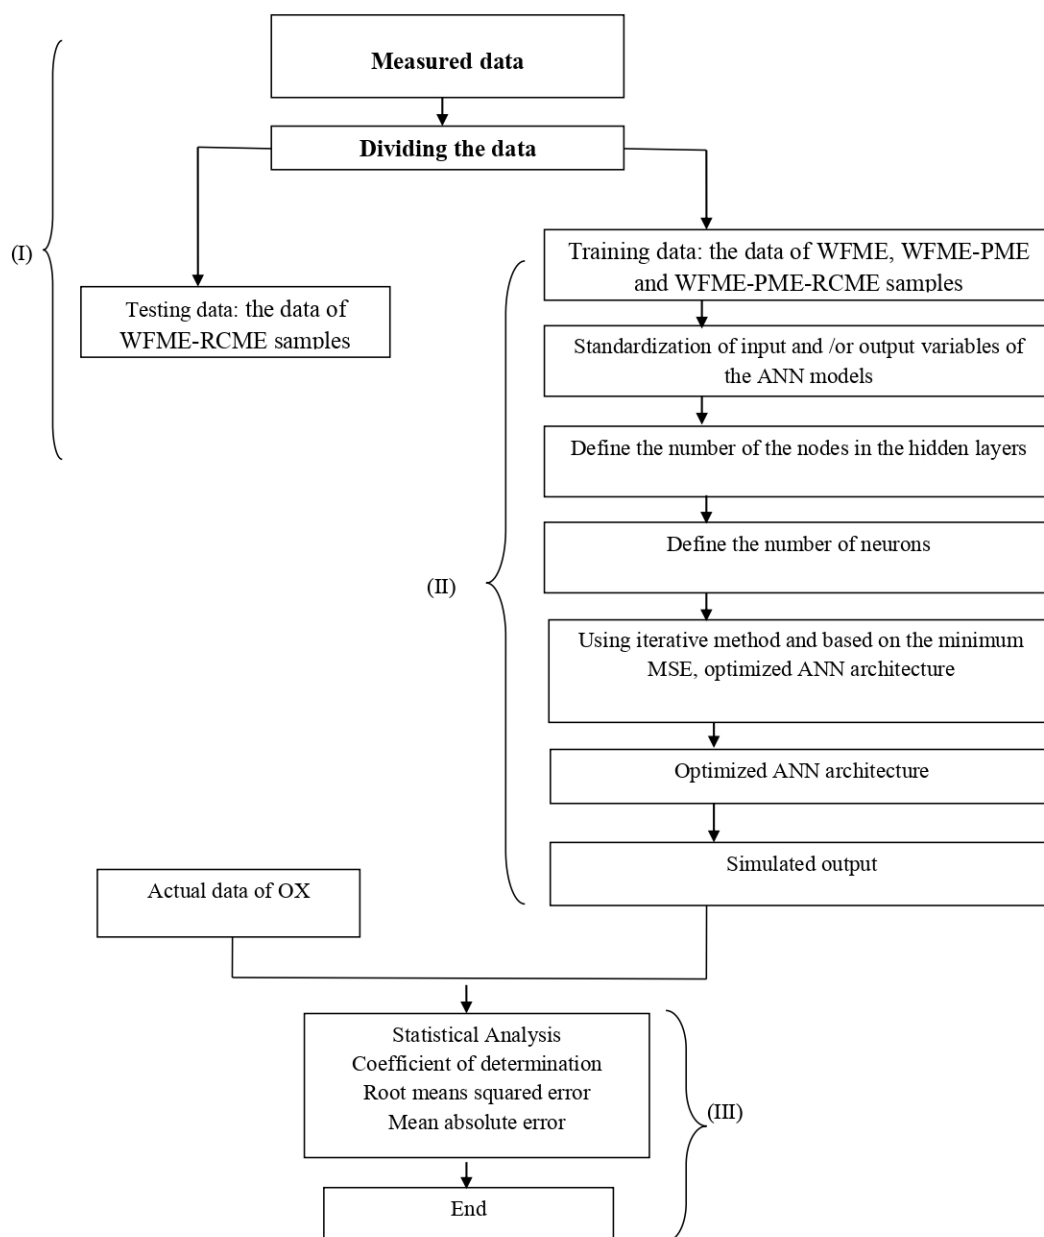 Measured data
Dividing the data
(I)
Training data: the data of WFME, WFME-PME
and WFME-PME-RCME samples
Testing data: the data of
WFME-RCME samples
Standardization of input and /or output variables of
the ANN models
Define the number of the nodes in the hidden layers
Define the number of neurons
(II)
Using iterative method and based on the minimum
MSE, optimized ANN architecture
Optimized ANN architecture
Simulated output
Actual data of OX
Statistical Analysis
Coefficient of determination
Root means squared error
Mean absolute error
(III)
End